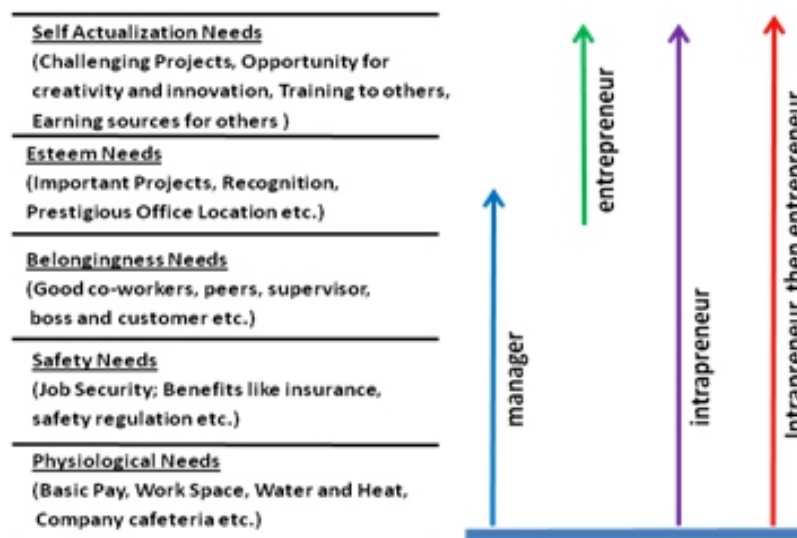 Self Actualization Needs
(Challenging Projects, Opportunity for
creativity and innovation, Training to others,
Earning sources for others )
Esteem Needs
(Important Projects, Recognition,
Prestigious Office Location etc.)
Belongingness Needs
(Good co-workers, peers, supervisor,
boss and customer etc.)
Safety Needs
(Job Security; Benefits like insurance,
safety regulation etc.)
Physiological Needs
(Basic Pay, Work Space, Water and Heat,
Company cafeteria etc.)
manager
entrepreneur
intrapreneur
Intrapreneur, then entrepreneur